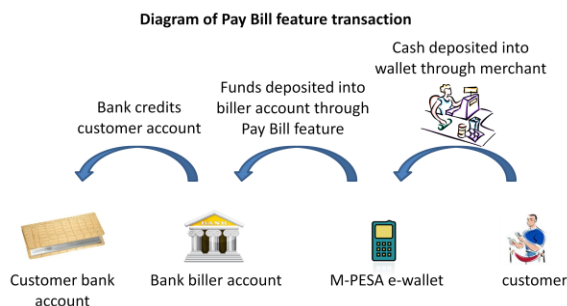 Diagram of Pay Bill feature transaction
Cash deposited into
wallet through merchant
Funds deposited into
biller account through
Pay Bill feature
Bank credits
customer account
Customer bank
account
Bank biller account
M-PESA e-wallet
customer